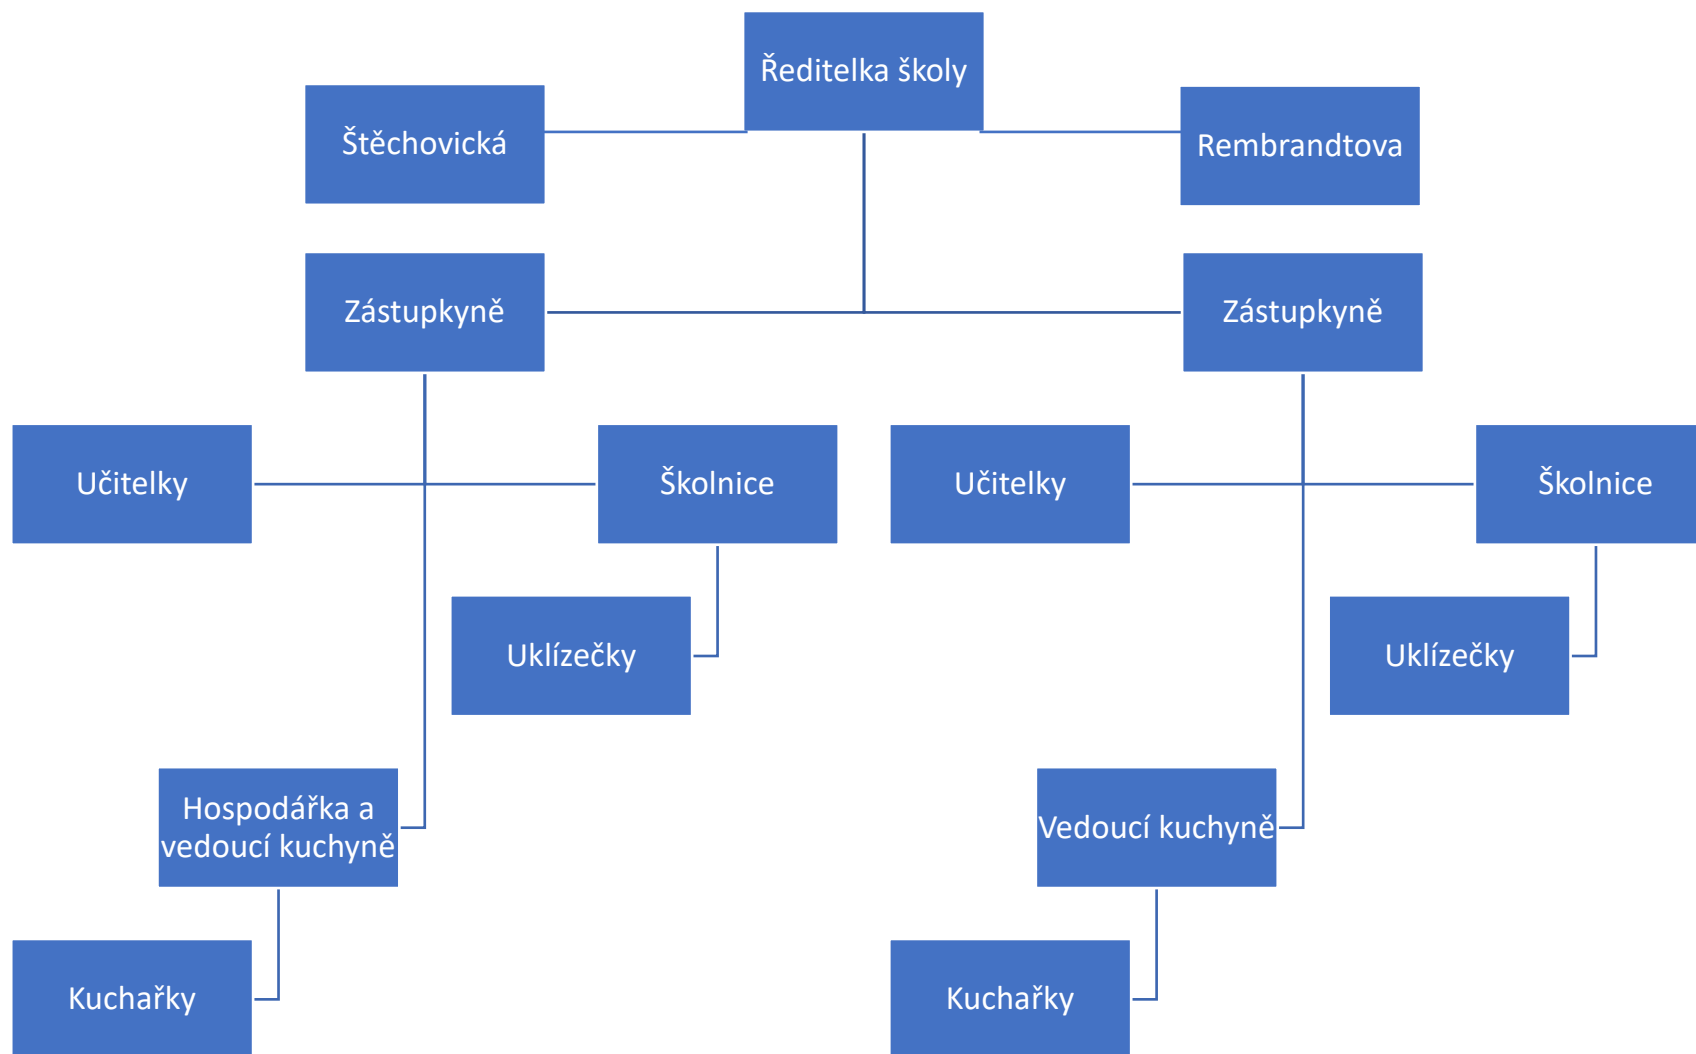 Ředitelka školy
Štěchovická
Rembrandtova
Zástupkyně
Zástupkyně
Učitelky
Školnice
Učitelky
Školnice
Uklízečky
Uklízečky
Hospodářka a
vedoucí kuchyně
Vedoucí kuchyně
Kuchařky
Kuchařky